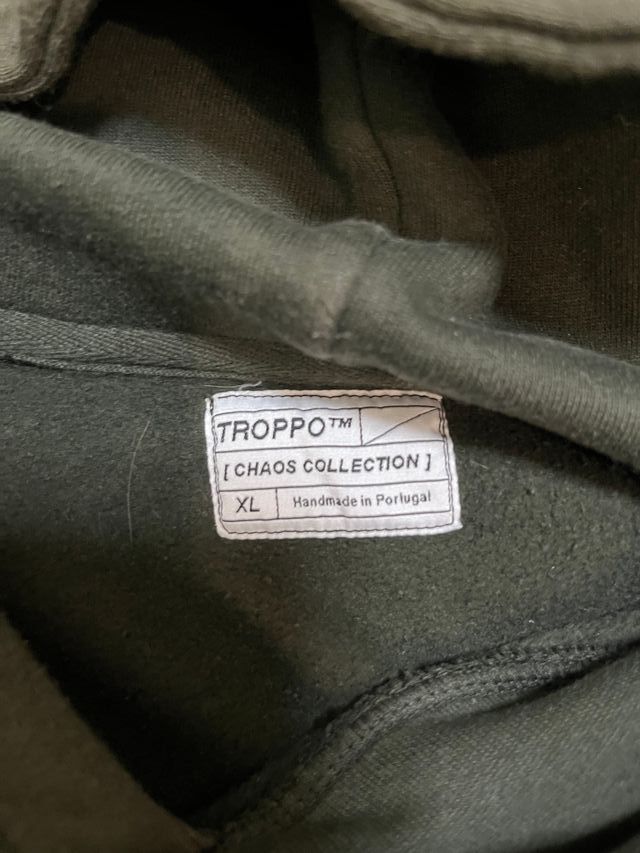 TROPPO™
[ CHAOS COLLECTION ]
XL Handmade in Portugal